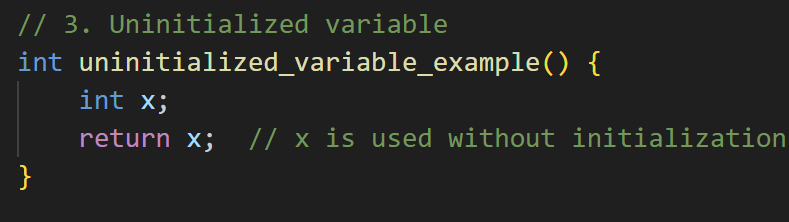 // 3. Uninitialized variable
int uninitialized_variable_example() {
    int x;
    return x;  // x is used without initialization
}